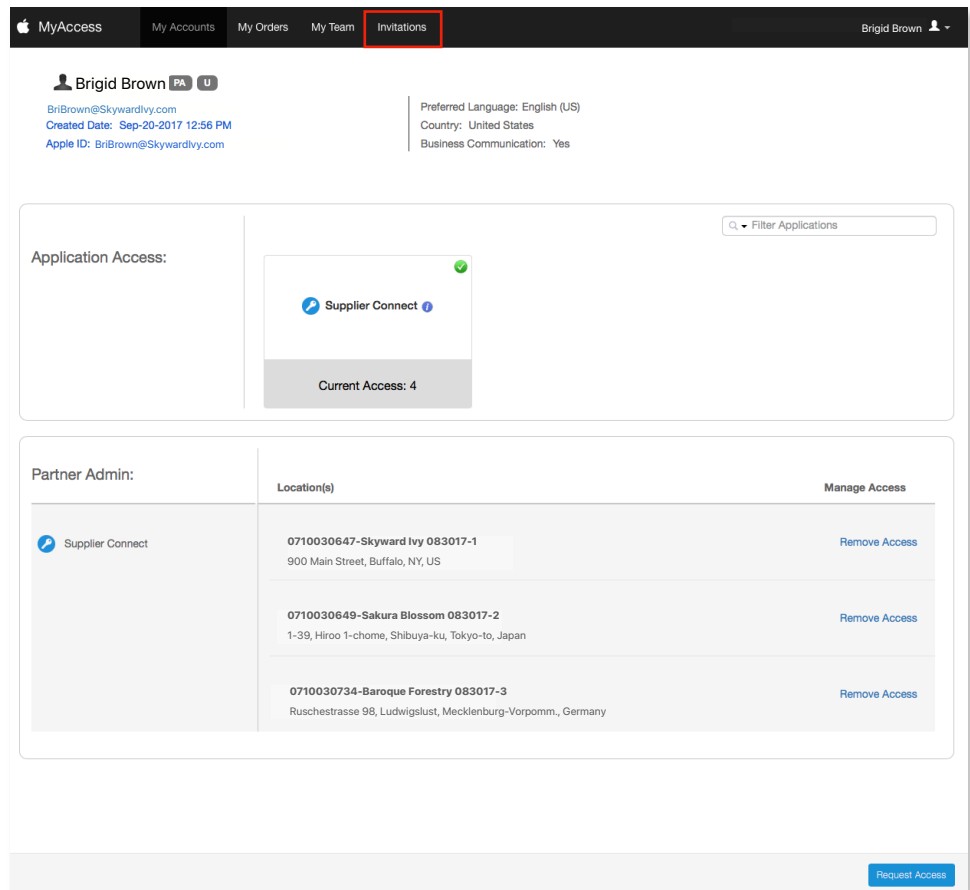 MyAccess My Accounts My Orders My Team Invitations Brigid Brown
Brigid Brown PA U
BriBrown@SkywardIvy.com
Created Date: Sep-20-2017 12:56 PM
Apple ID: BriBrown@SkywardIvy.com
Preferred Language: English (US)
Country: United States
Business Communication: Yes
Filter Applications
Application Access:
Supplier Connect i
Current Access: 4
Partner Admin:
Location(s) Manage Access
Supplier Connect
0710030647-Skyward Ivy 083017-1 Remove Access
900 Main Street, Buffalo, NY, US
0710030649-Sakura Blossom 083017-2 Remove Access
1-39, Hiroo 1-chome, Shibuya-ku, Tokyo-to, Japan
0710030734-Baroque Forestry 083017-3 Remove Access
Ruschestrasse 98, Ludwigslust, Mecklenburg-Vorpomm., Germany
Request Access